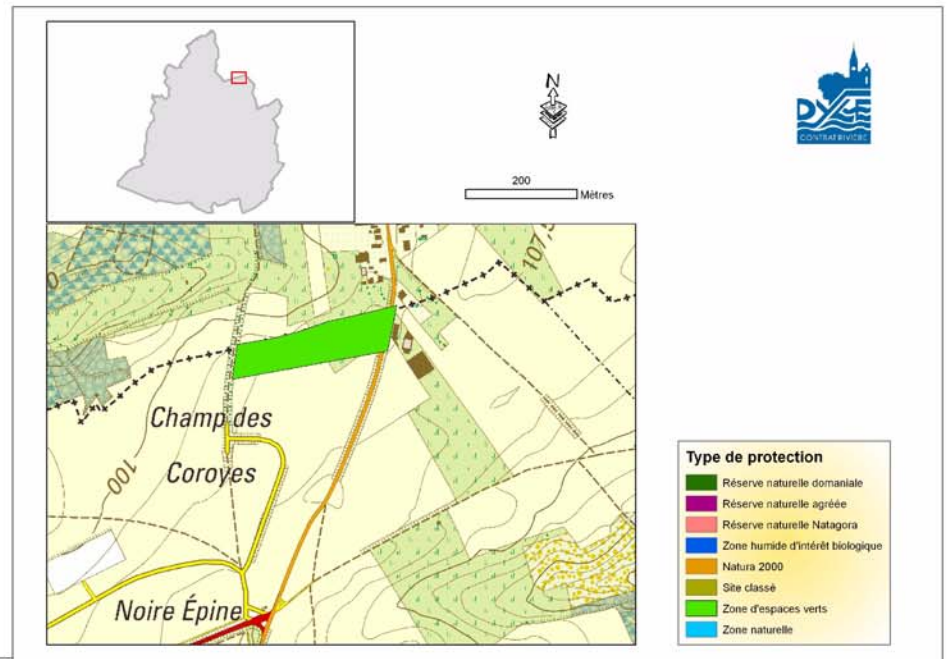 N
200
Mètres
DYLE
CONTRAT RIVIÈRE
107,5
Champ des
Coroyes
100
Noire Épine
Type de protection
Réserve naturelle domaniale
Réserve naturelle agréée
Réserve naturelle Natagora
Zone humide d'intérêt biologique
Natura 2000
Site classé
Zone d'espaces verts
Zone naturelle